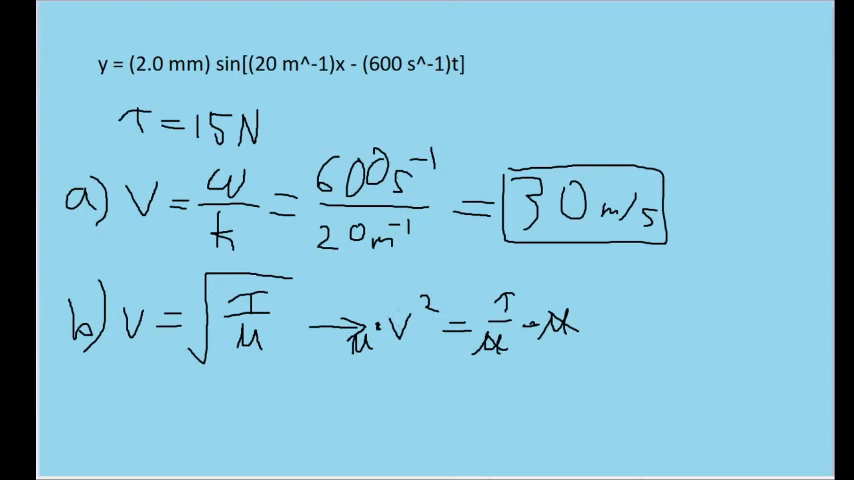 y = (2.0 mm) sin[(20 m^-1)x - (600 s^-1)t]
τ = 15N
a) V = ω/k = 600s⁻¹/20m⁻¹ = 30 m/s
b) V = √(τ/μ) → μ · V² = τ/μ · μ